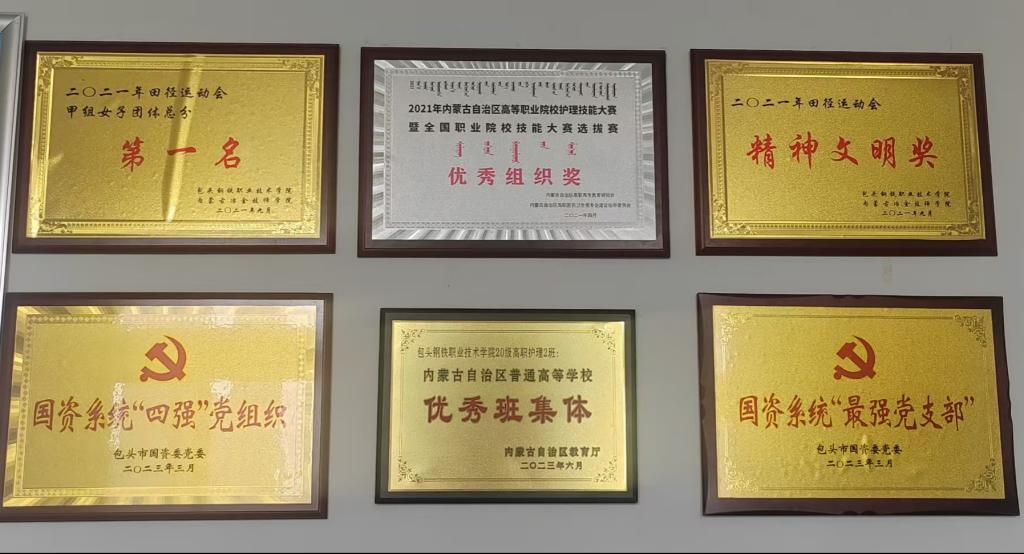 二〇二一年田径运动会
甲组女子团体总分
第一名
包头钢铁职业技术学院
内蒙古冶金技师学院
二〇二一年九月
2021年内蒙古自治区高等职业院校护理技能大赛
暨全国职业院校技能大赛选拔赛
优秀组织奖
二〇二一年四月
二〇二一年田径运动会
精神文明奖
包头钢铁职业技术学院
内蒙古冶金技师学院
二〇二一年九月
国资系统“四强”党组织
包头市国资委党委
二〇二三年三月
包头钢铁职业技术学院20级高职护理2班：
内蒙古自治区普通高等学校
优秀班集体
内蒙古自治区教育厅
二〇二三年六月
国资系统“最强党支部”
包头市国资委党委
二〇二三年三月